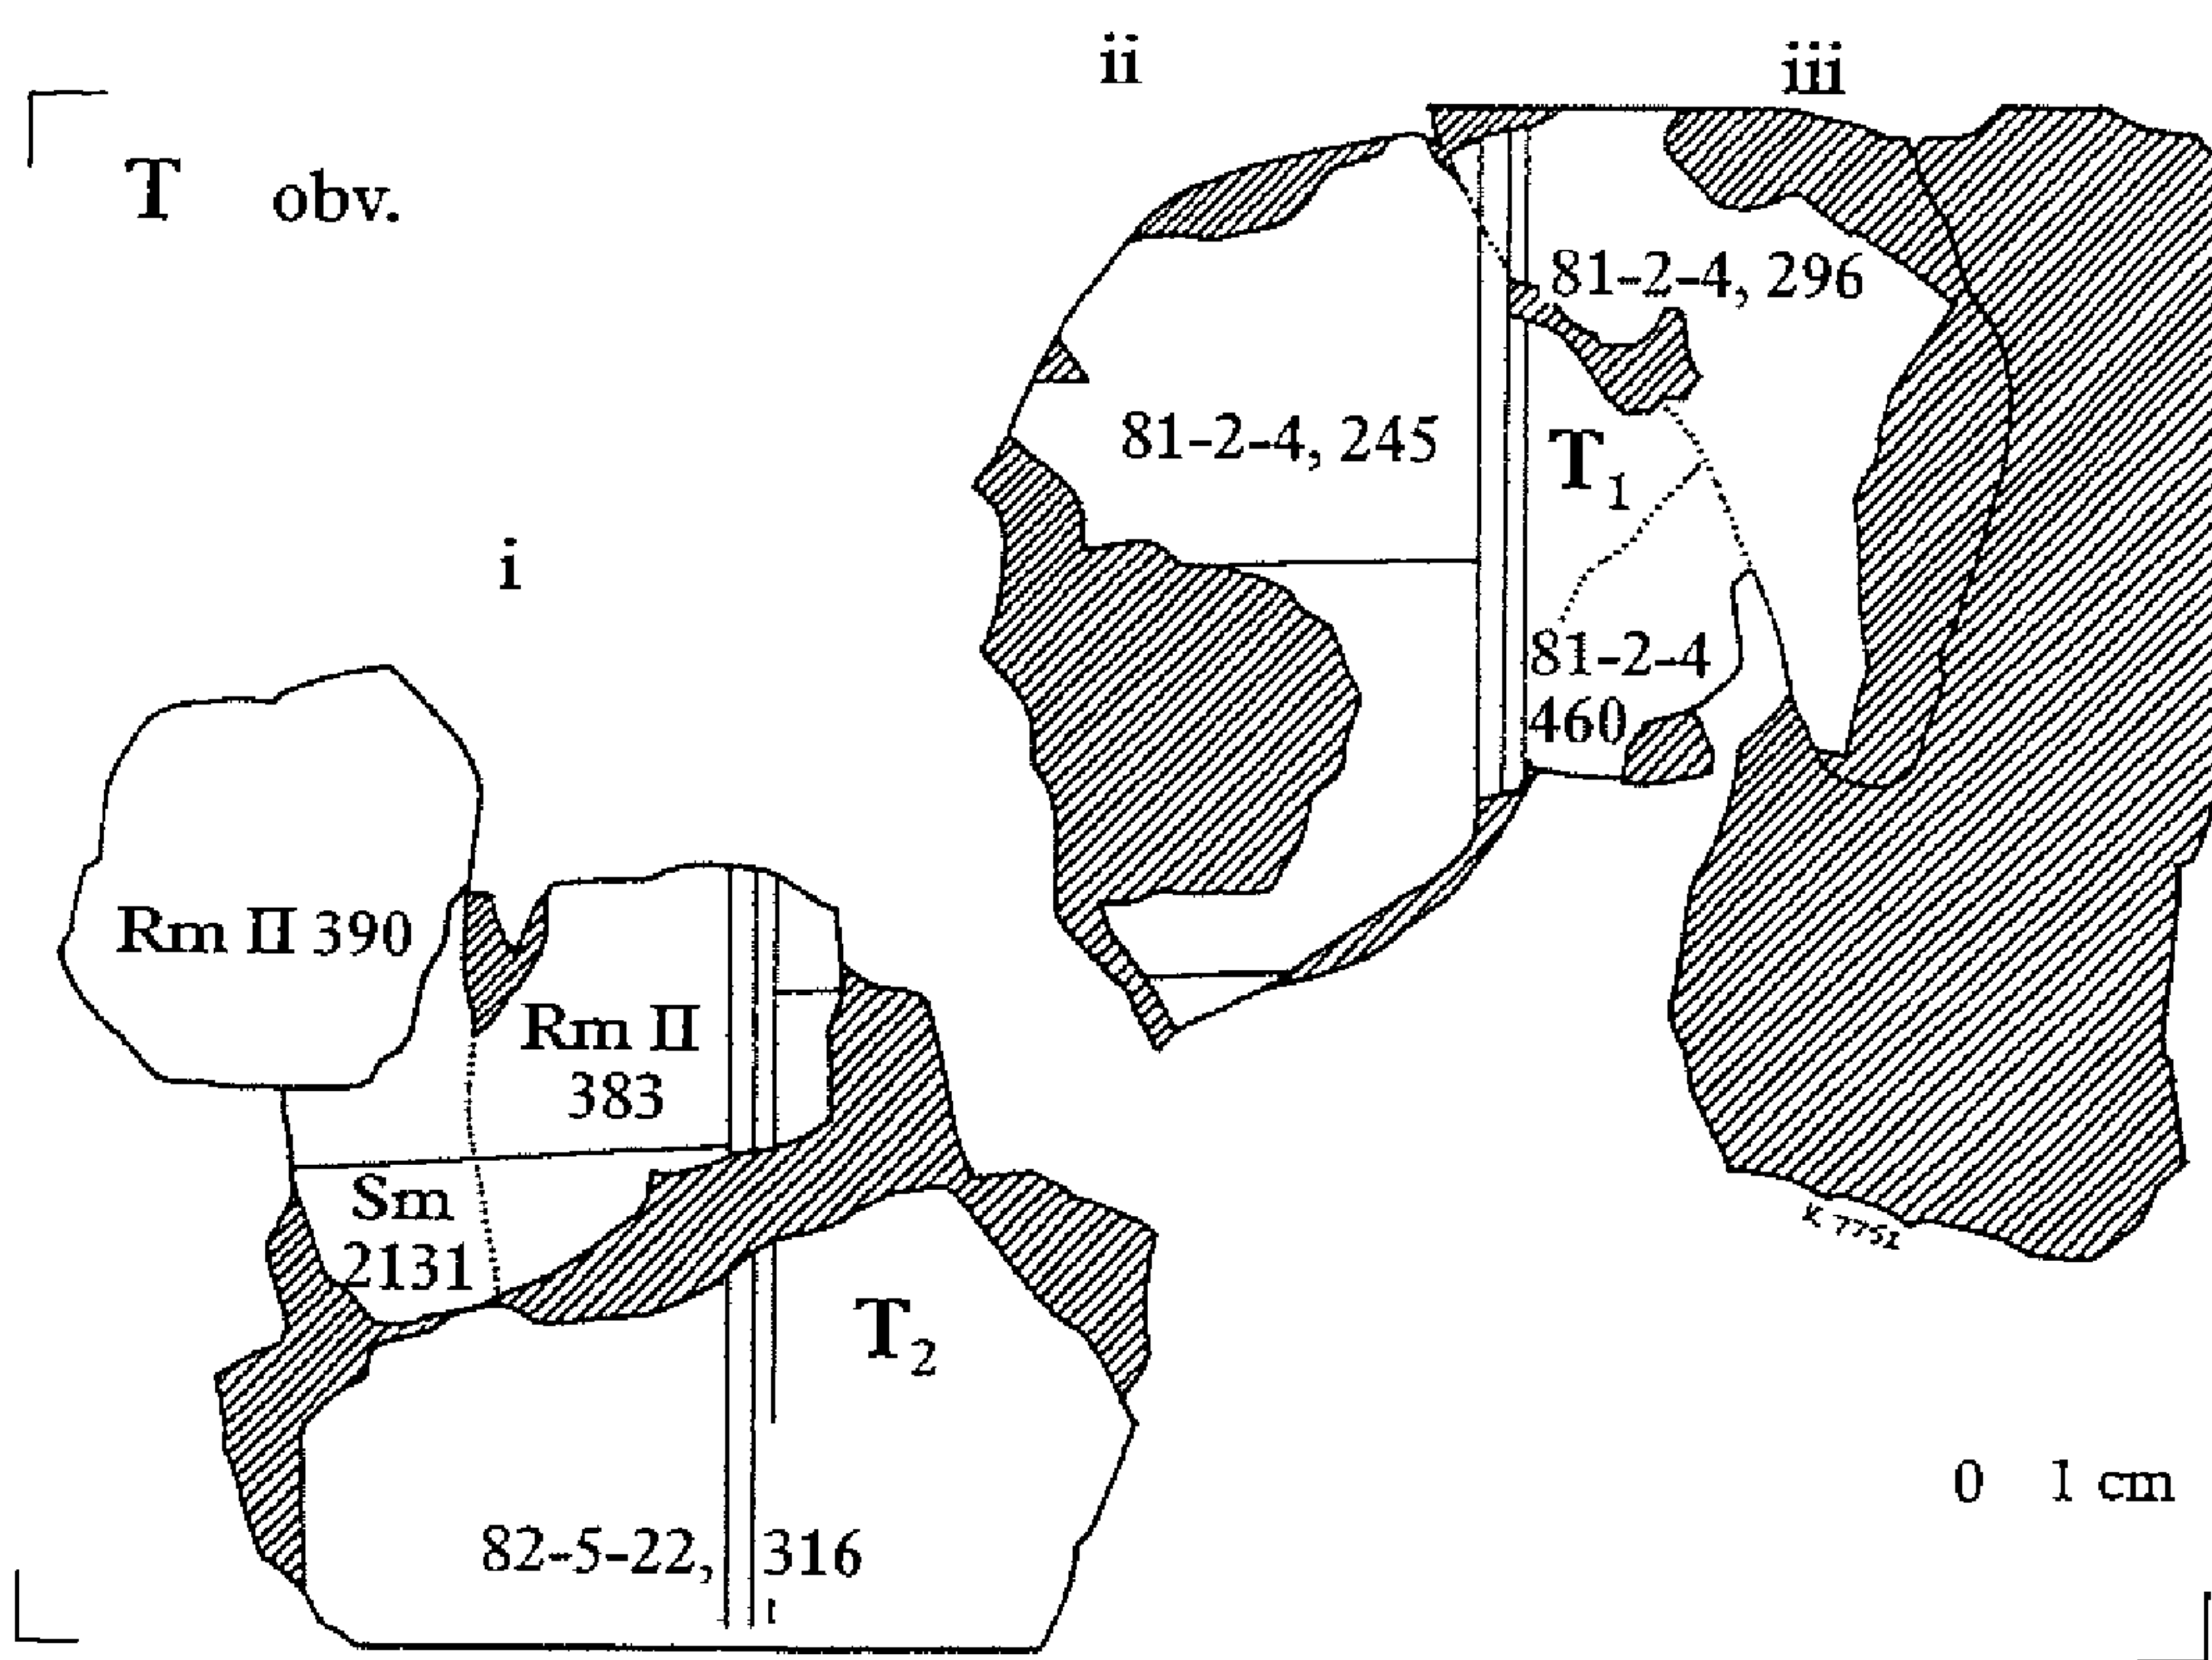 ii
iii
T obv.
81-2-4, 296
81-2-4, 245
T₁
i
81-2-4
460
Rm II 390
Rm II
383
Sm
2131
K 7751
T₂
0 1 cm
82-5-22, 316